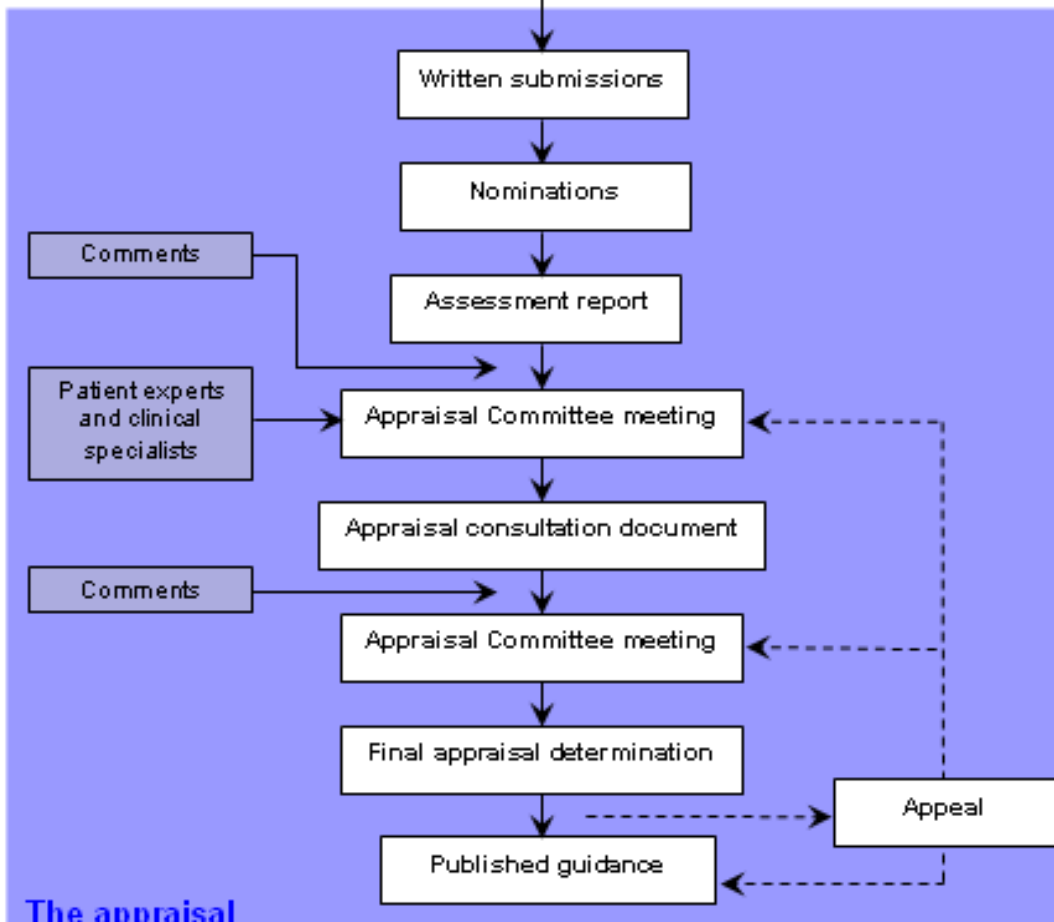 Written submissions
Nominations
Comments
Assessment report
Patient experts
and clinical
specialists
Appraisal Committee meeting
Appraisal consultation document
Comments
Appraisal Committee meeting
Final appraisal determination
Appeal
Published guidance
The appraisal